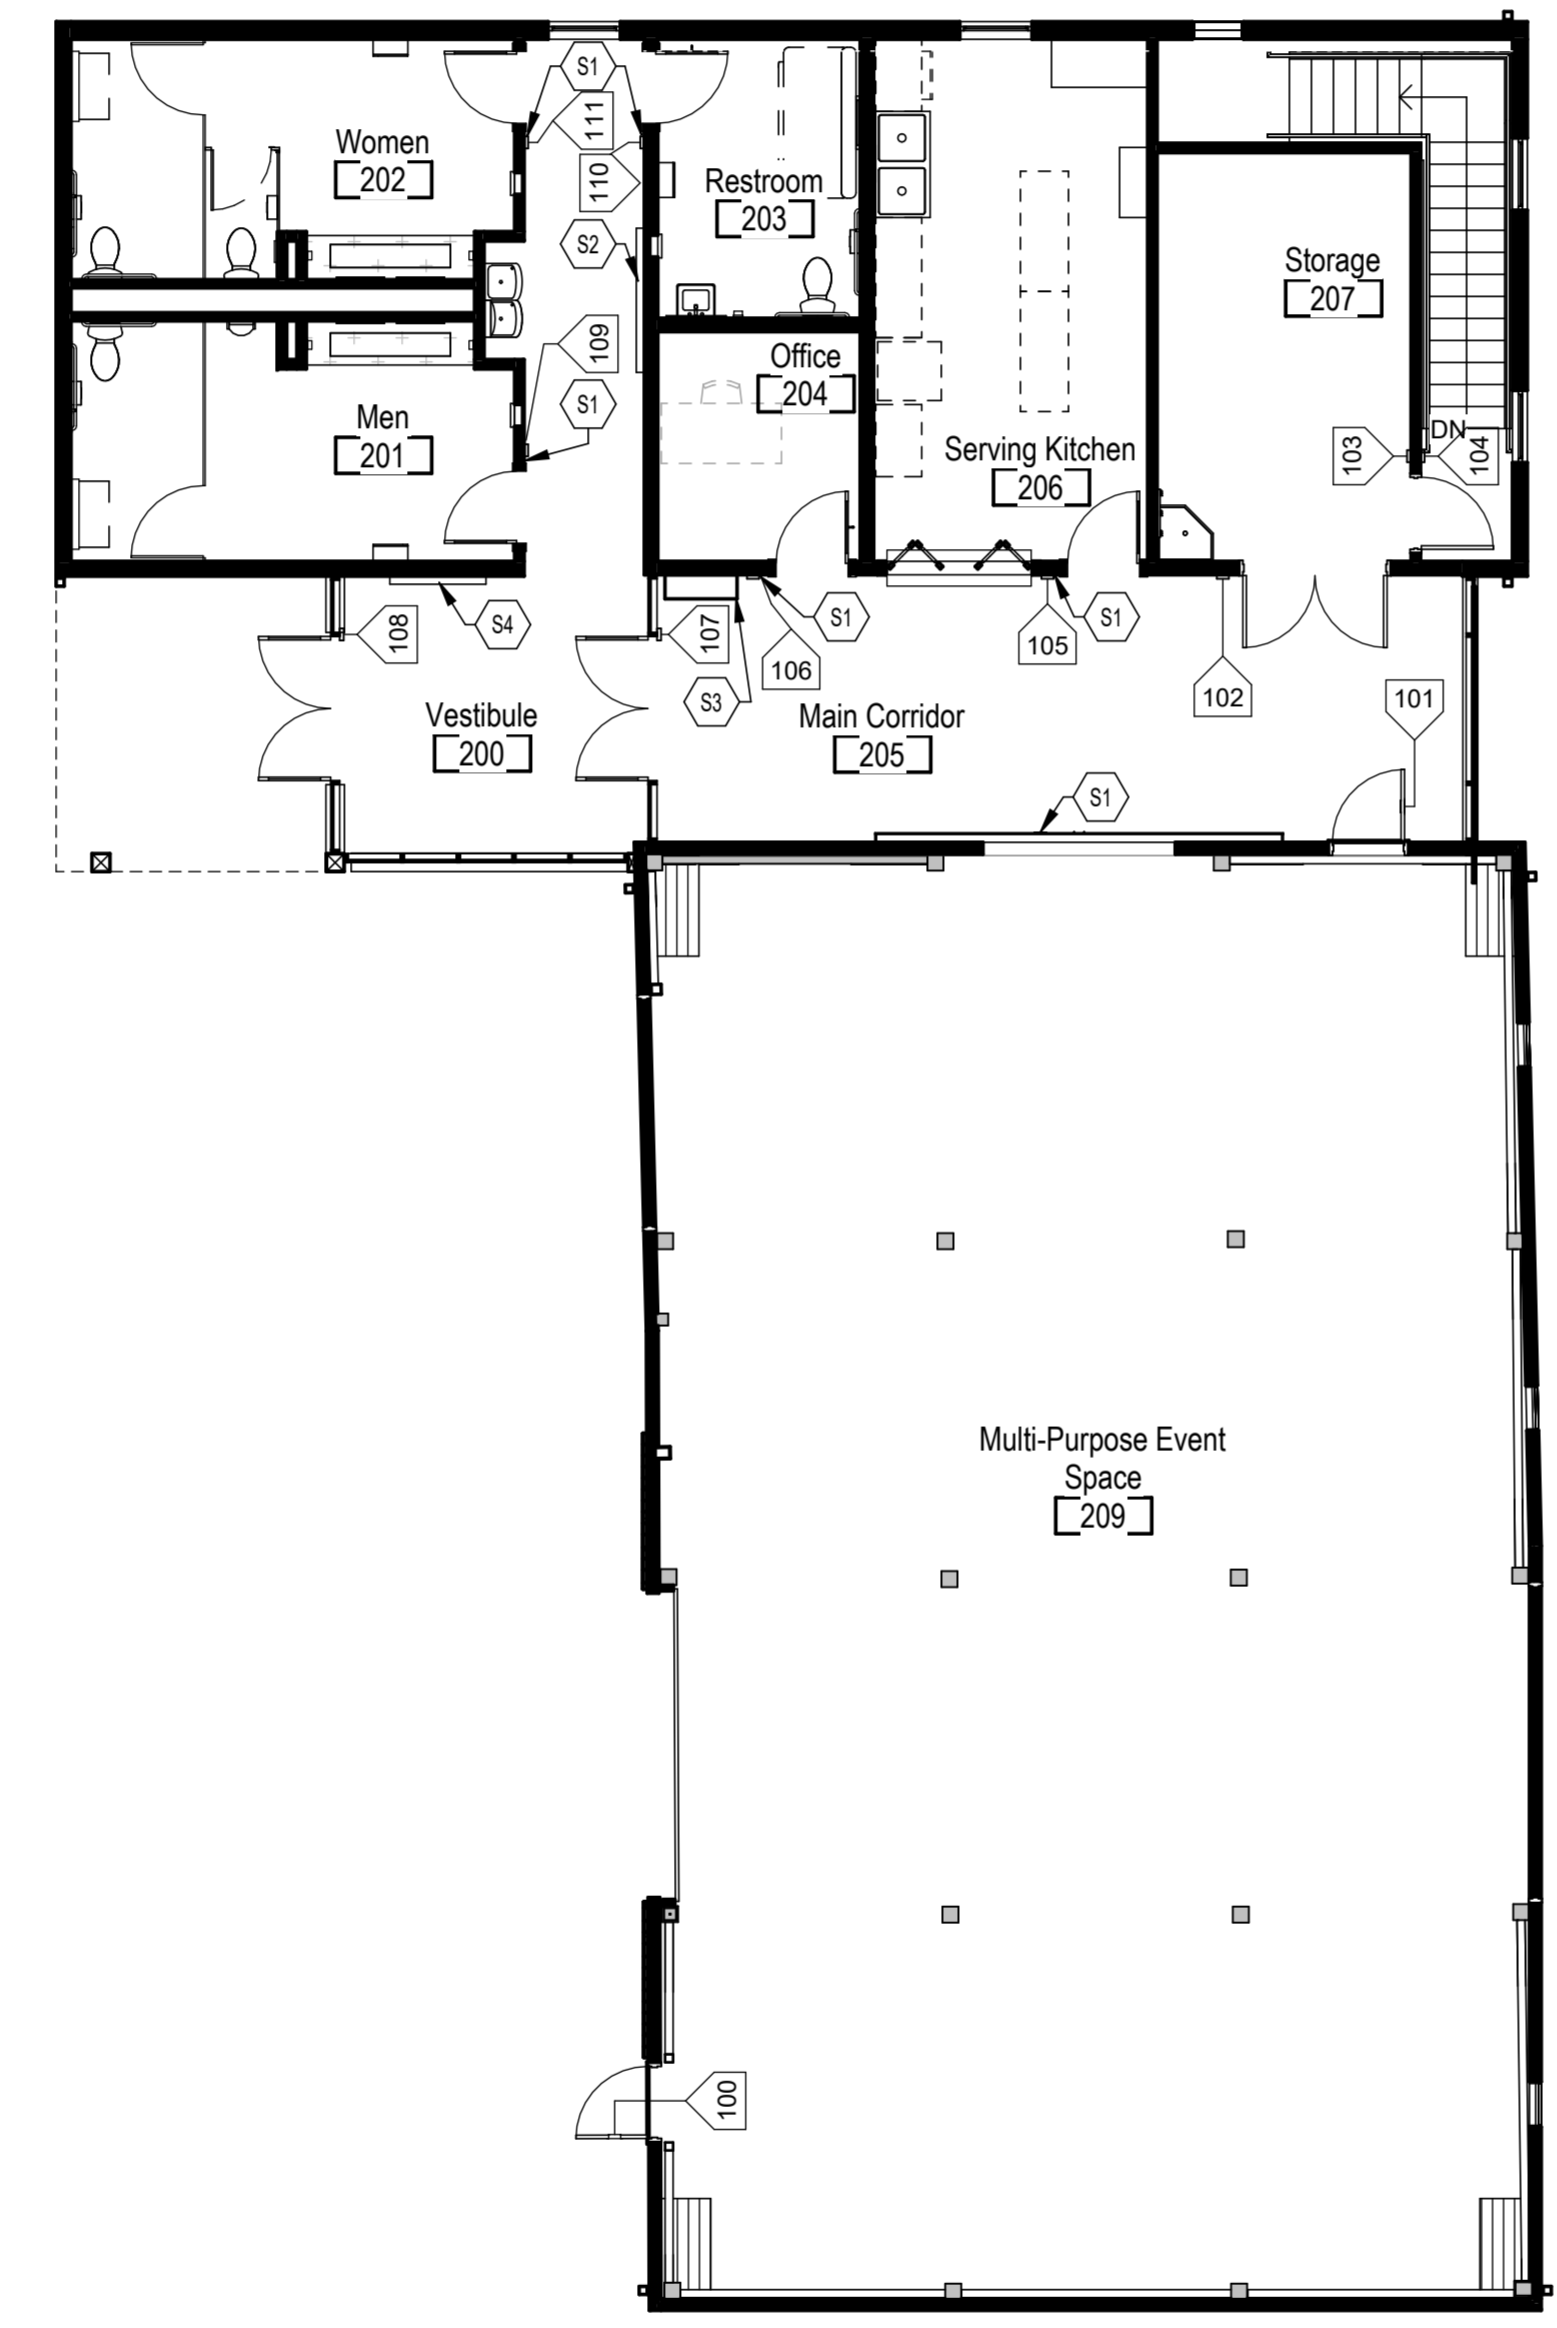 S1
111
Women
202
110
Restroom
203
S2
Storage
207
109
Office
204
S1
Men
201
DN
103
104
Serving Kitchen
206
108
S4
107
S1
106
105
S1
S3
102
101
Vestibule
200
Main Corridor
205
S1
Multi-Purpose Event
Space
209
100